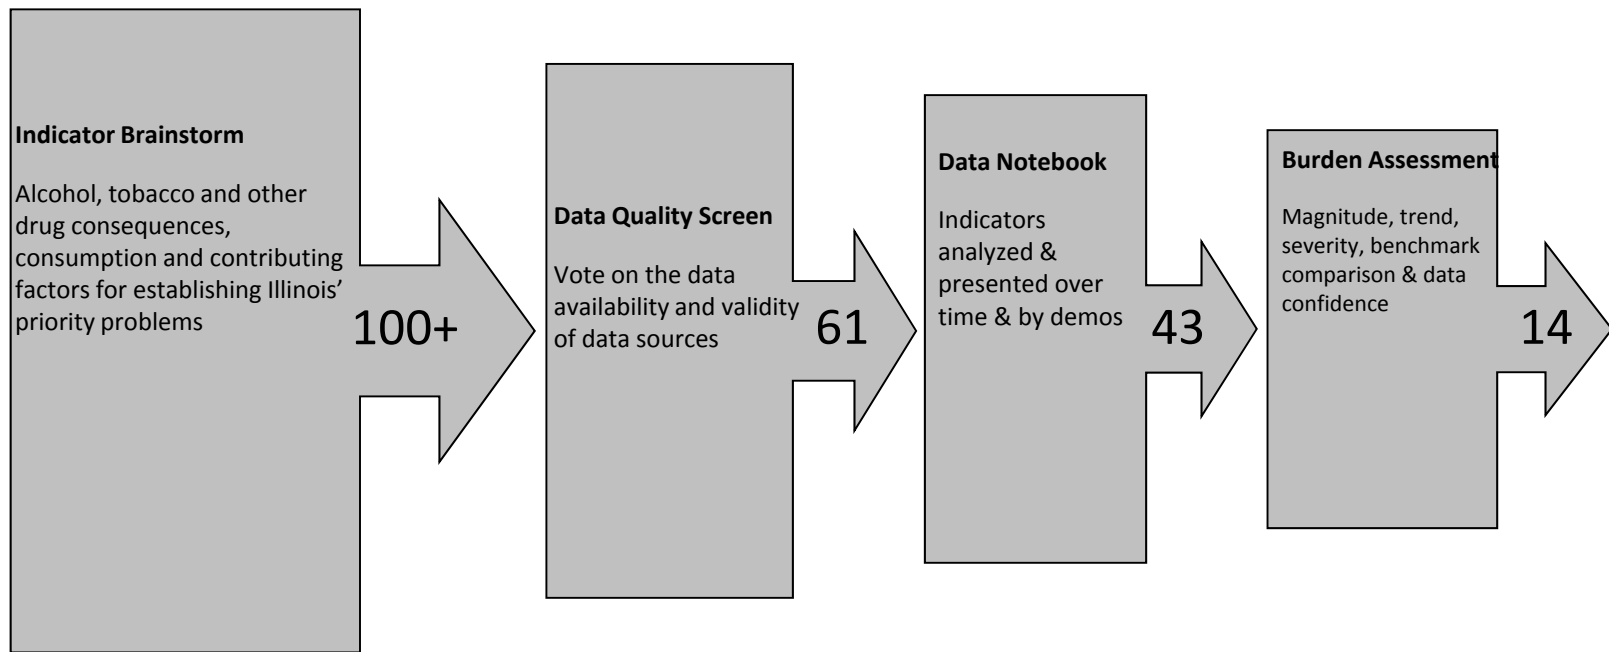 Indicator Brainstorm
Alcohol, tobacco and other
drug consequences,
consumption and contributing
factors for establishing Illinois’
priority problems
100+
Data Quality Screen
Vote on the data
availability and validity
of data sources
61
Data Notebook
Indicators
analyzed &
presented over
time & by demos
43
Burden Assessment
Magnitude, trend,
severity, benchmark
comparison & data
confidence
14